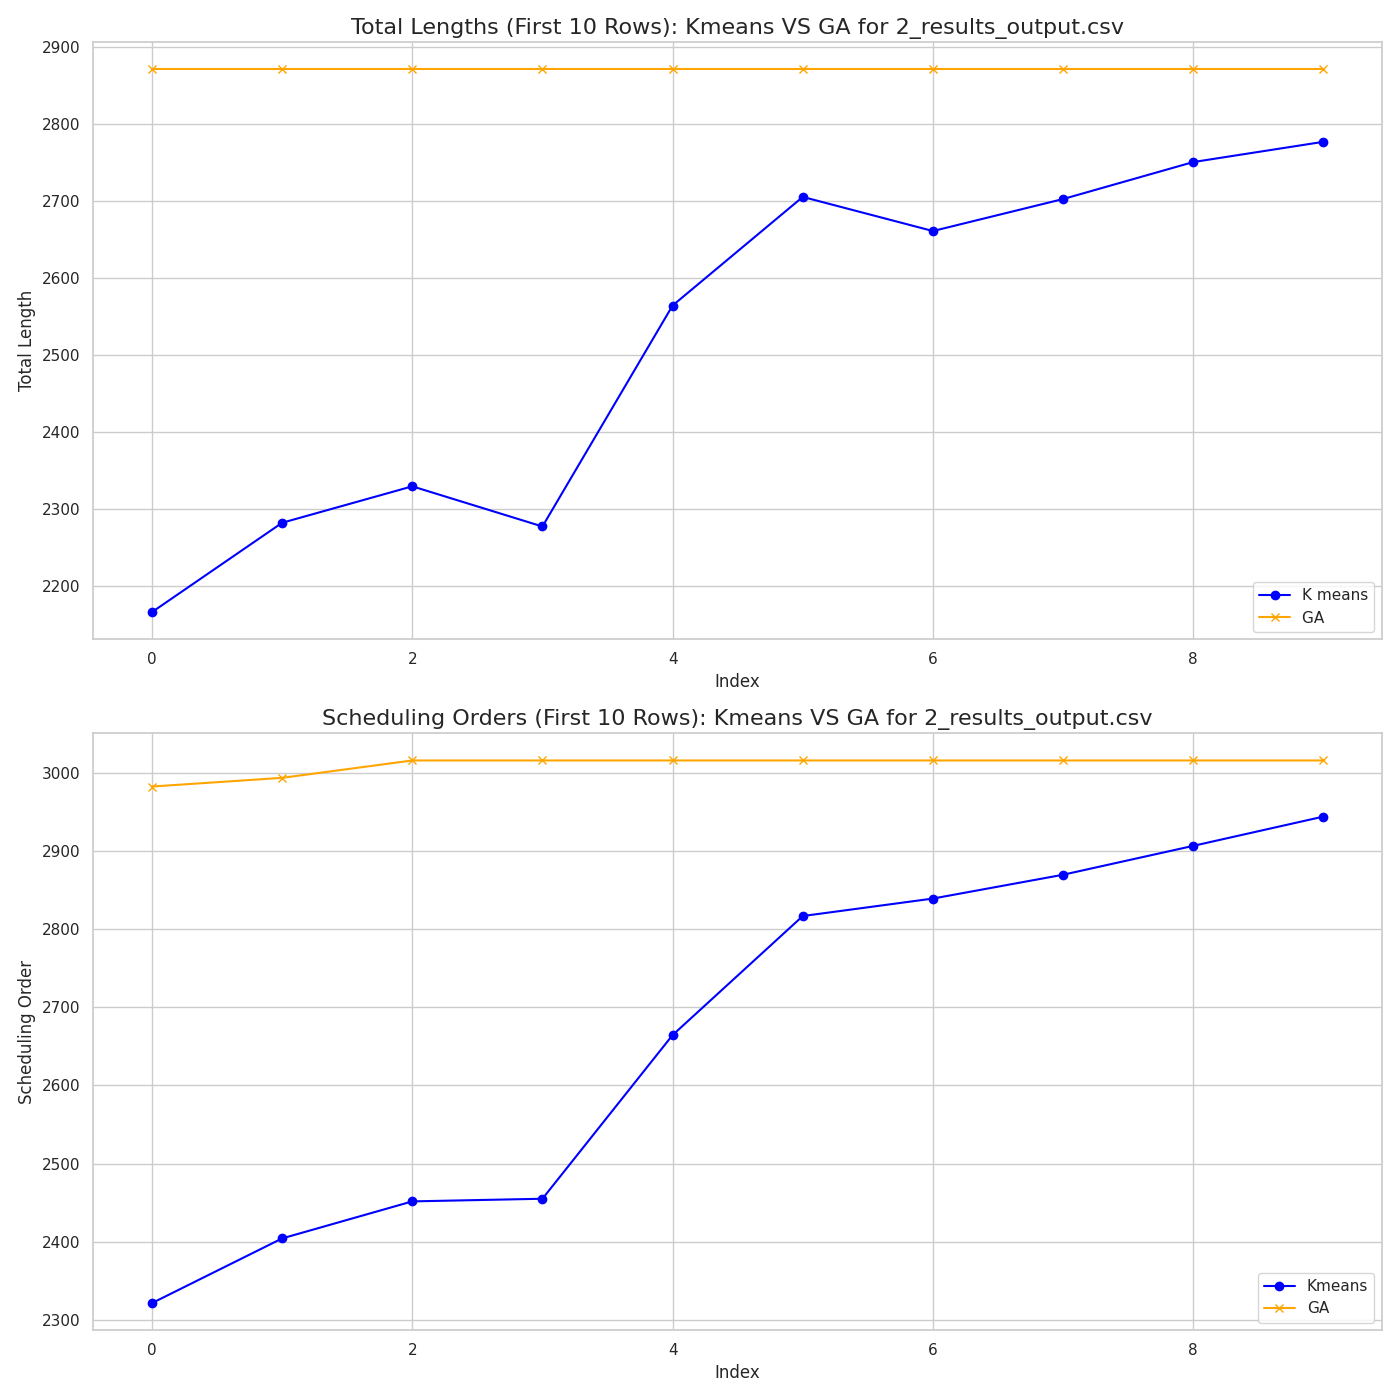 Total Lengths (First 10 Rows): Kmeans VS GA for 2_results_output.csv
2900
2800
2700
2600
2500
2400
2300
2200
Total Length
K means
GA
0 2 4 6 8
Index
Scheduling Orders (First 10 Rows): Kmeans VS GA for 2_results_output.csv
3000
2900
2800
2700
2600
2500
2400
2300
Scheduling Order
Kmeans
GA
0 2 4 6 8
Index